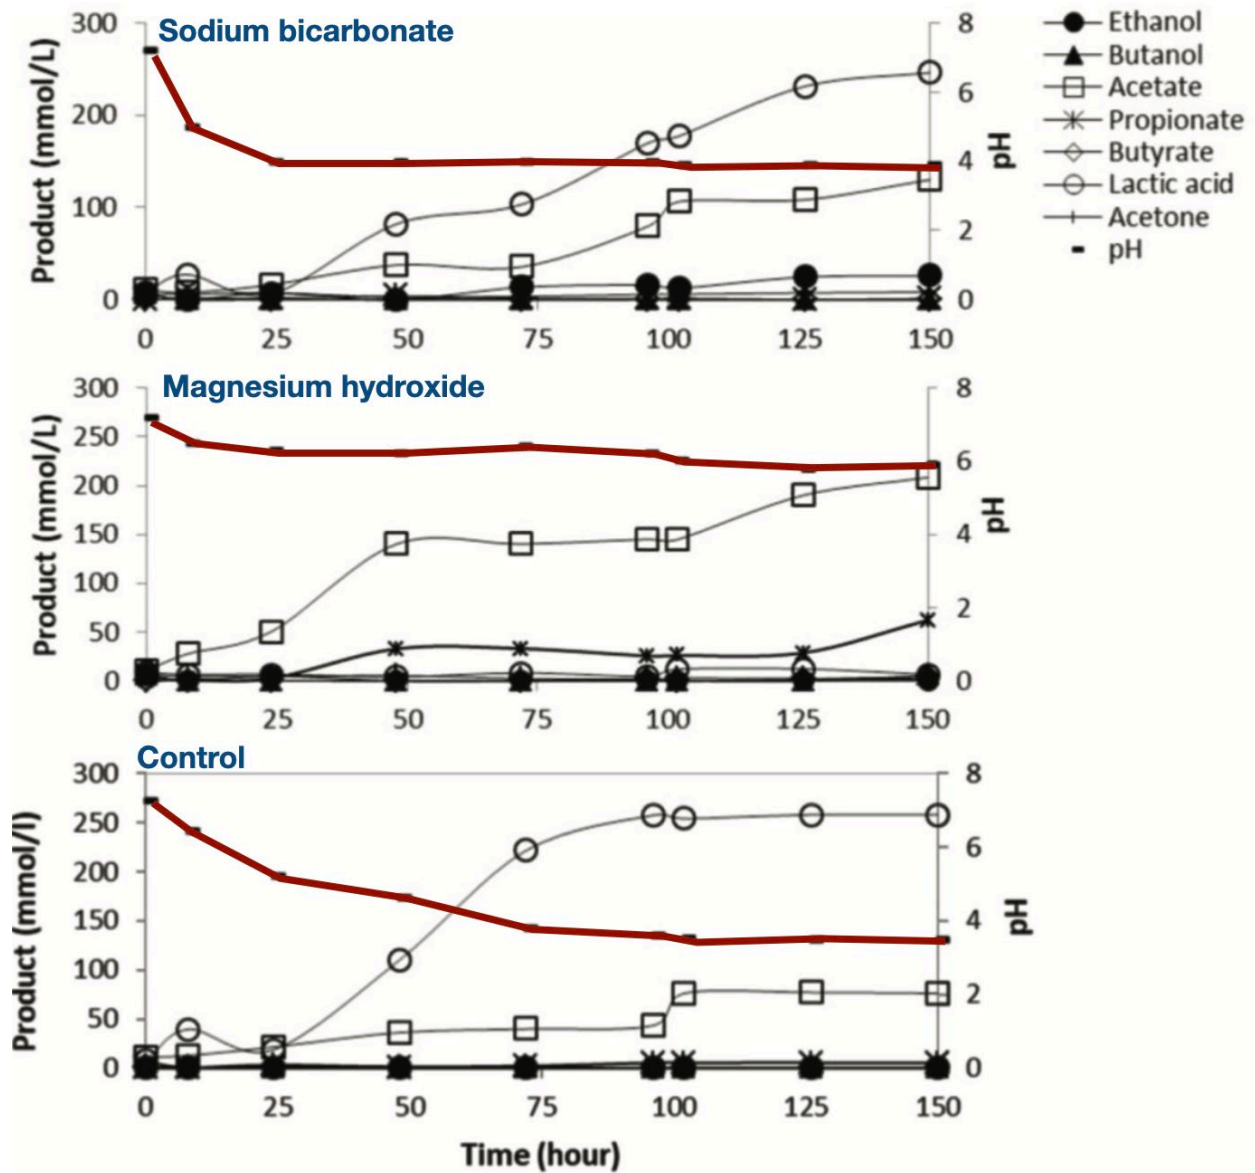 Sodium bicarbonate
Product (mmol/L)
300
200
100
0
8
6
4
2
0
pH
0 25 50 75 100 125 150
Ethanol
Butanol
Acetate
Propionate
Butyrate
Lactic acid
Acetone
pH
Magnesium hydroxide
Product (mmol/L)
300
250
200
150
100
50
0
8
6
4
2
0
pH
0 25 50 75 100 125 150
Control
Product (mmol/l)
300
250
200
150
100
50
0
8
6
4
2
0
pH
0 25 50 75 100 125 150
Time (hour)